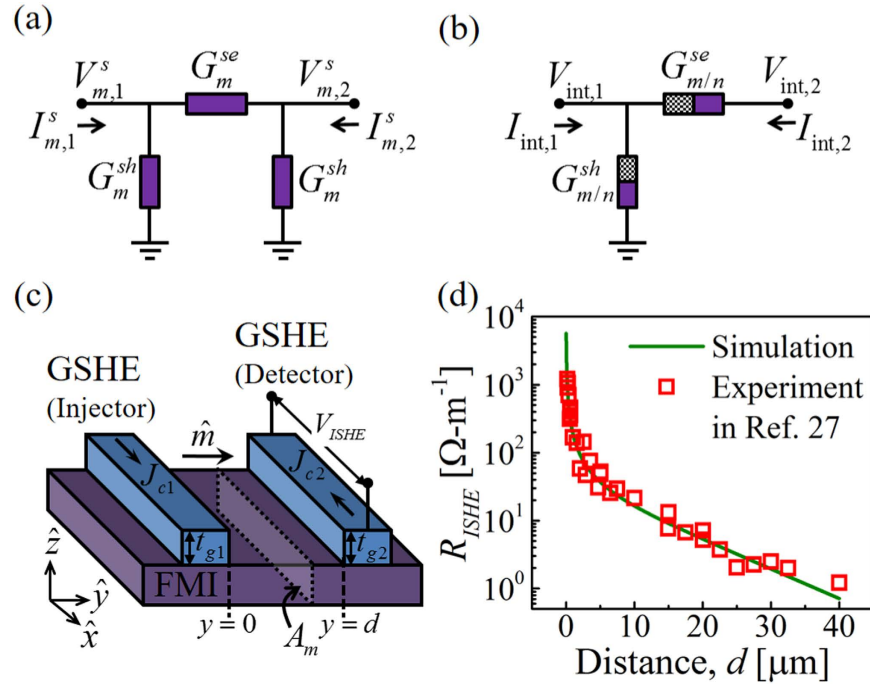 (a)
V^s_{m,1}
G^{se}_m
V^s_{m,2}
I^s_{m,1}
I^s_{m,2}
G^{sh}_m
G^{sh}_m
(b)
V_{int,1}
G^{se}_{m/n}
V_{int,2}
I_{int,1}
I_{int,2}
G^{sh}_{m/n}
(c)
GSHE
(Injector)
GSHE
(Detector)
m̂
V_{ISHE}
J_{c1}
J_{c2}
t_{g1}
t_{g2}
FMI
ẑ
ŷ
x̂
y = 0
A_m
y = d
(d)
R_{ISHE} [Ω-m^{-1}]
10^4
10^3
10^2
10^1
10^0
Simulation
Experiment
in Ref. 27
0 10 20 30 40
Distance, d [μm]